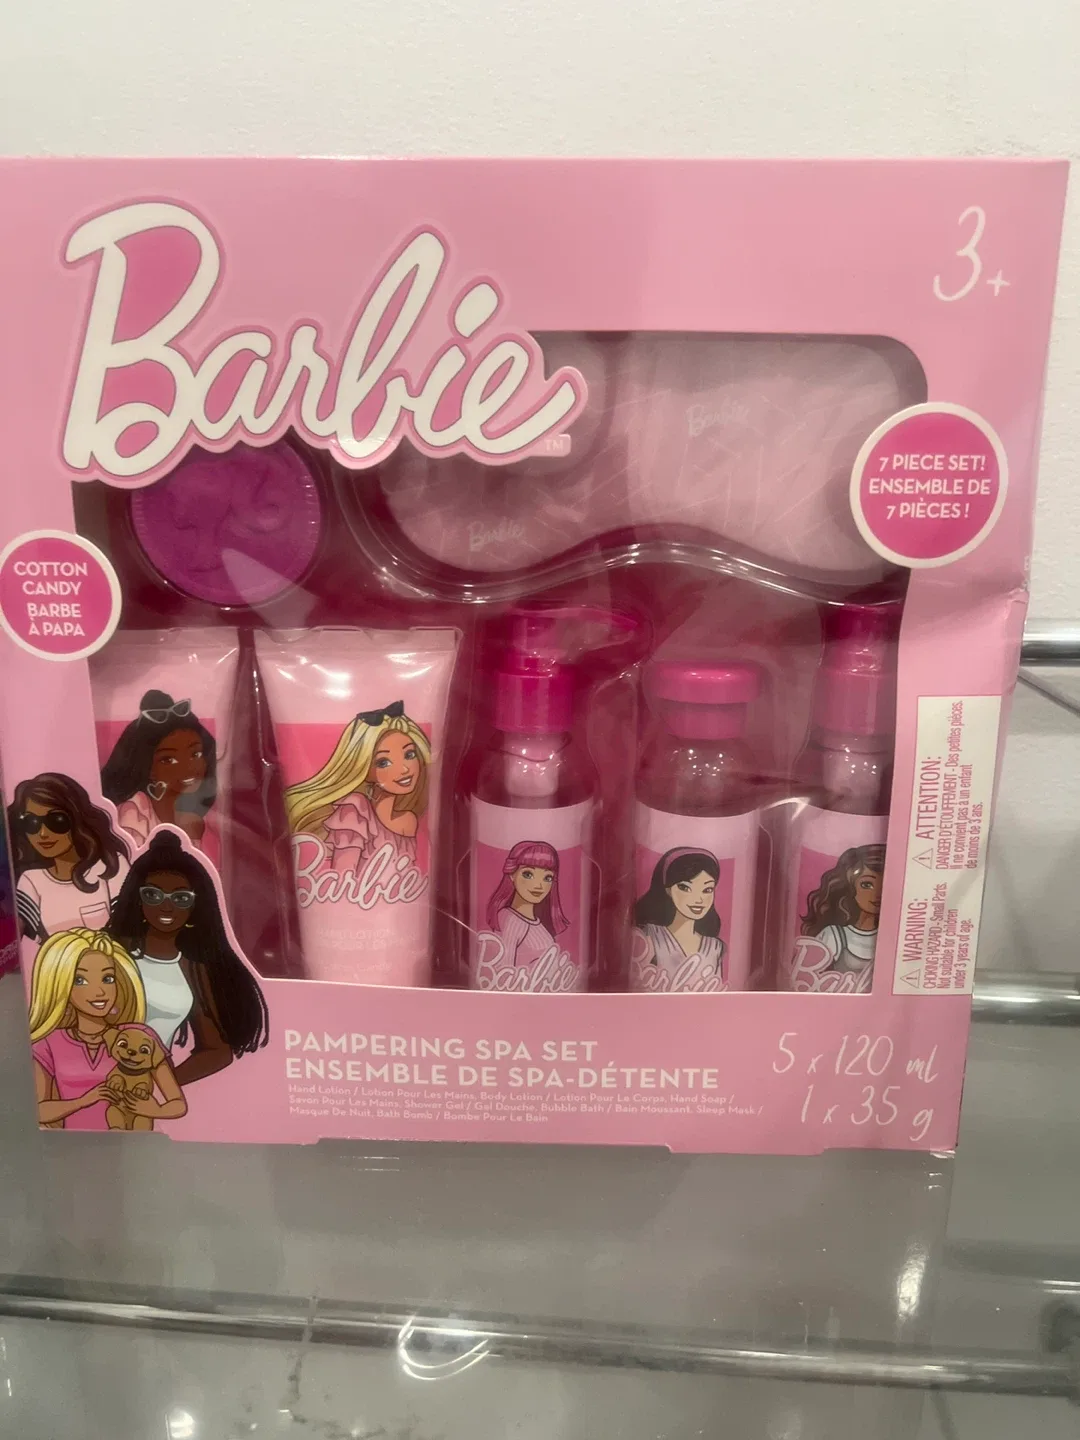 Barbie™
3+
Barbie
Barbie
7 PIECE SET!
ENSEMBLE DE
7 PIÈCES!
COTTON
CANDY
BARBE
À PAPA
Barbie
Barbie
Barbie
Barbie
⚠ WARNING:
CHOKING HAZARD - Small Parts.
Not suitable for children
under 3 years of age.
⚠ ATTENTION:
DANGER D'ÉTOUFFEMENT - Des petites pièces.
Il ne convient pas à un enfant
de moins de 3 ans.
PAMPERING SPA SET
ENSEMBLE DE SPA-DÉTENTE
Hand Lotion / Lotion Pour Les Mains, Body Lotion / Lotion Pour Le Corps, Hand Soap /
Savon Pour Les Mains, Shower Gel / Gel Douche, Bubble Bath / Bain Moussant, Sleep Mask /
Masque De Nuit, Bath Bomb / Bombe Pour Le Bain
5 x 120 ml
1 x 35 g